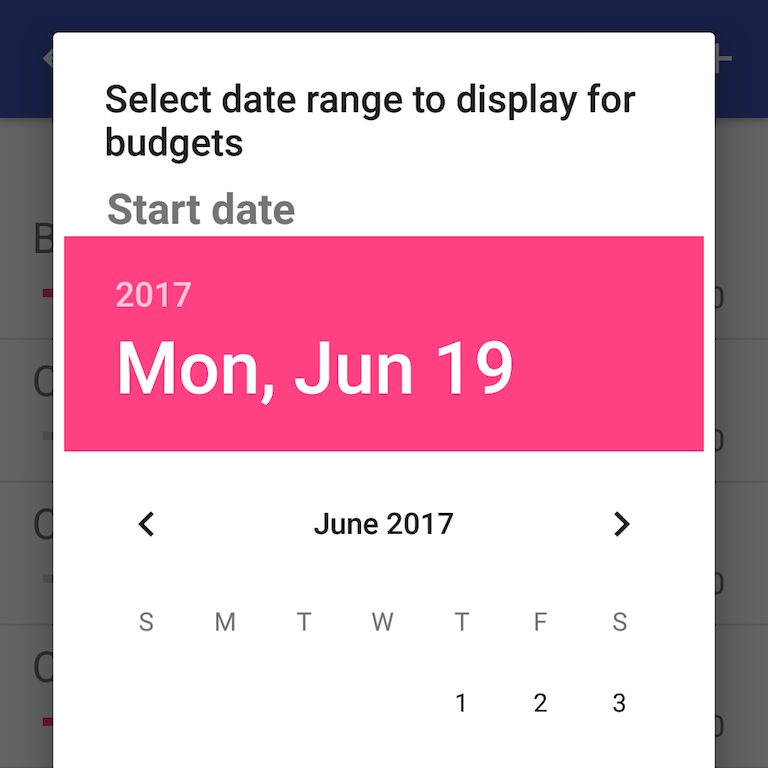 Select date range to display for
budgets
Start date
2017
Mon, Jun 19
June 2017
S M T W T F S
1 2 3